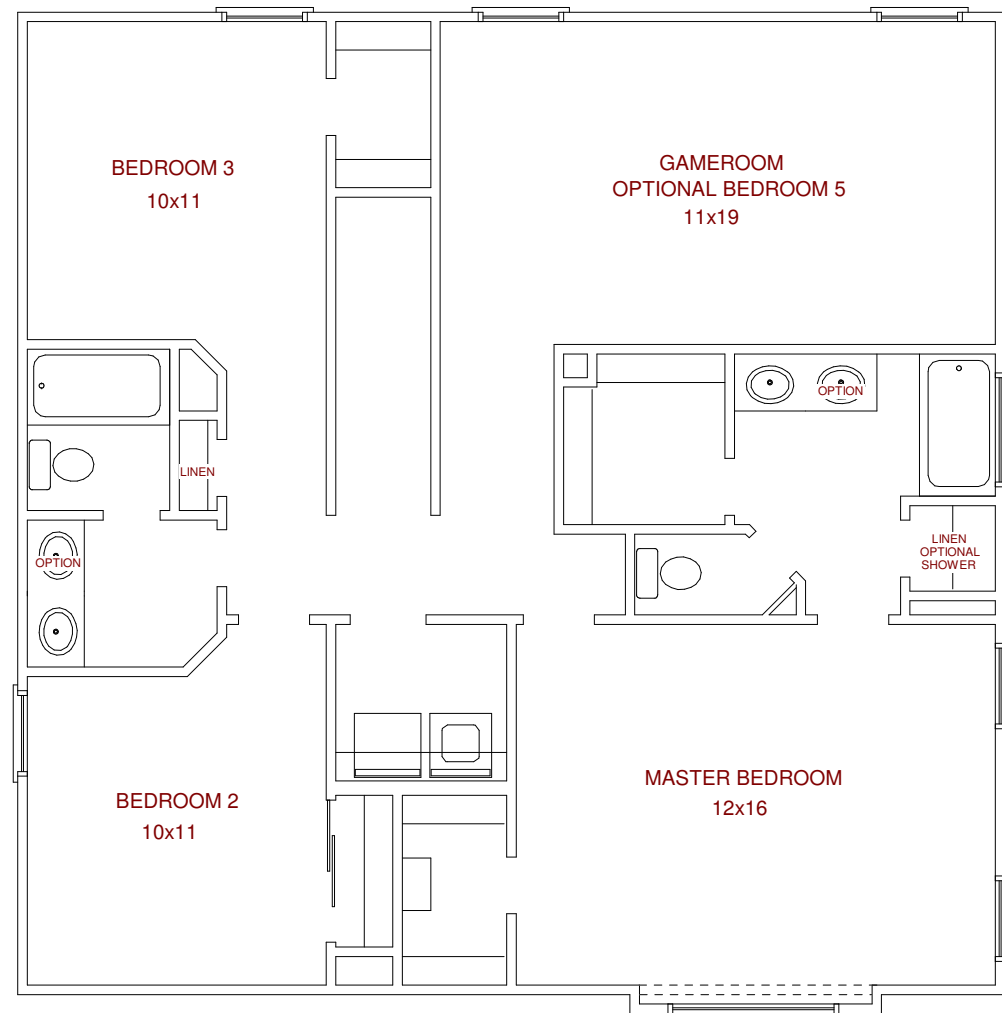 BEDROOM 3
10x11
GAMEROOM
OPTIONAL BEDROOM 5
11x19
OPTION
LINEN
LINEN
OPTIONAL
SHOWER
OPTION
MASTER BEDROOM
12x16
BEDROOM 2
10x11